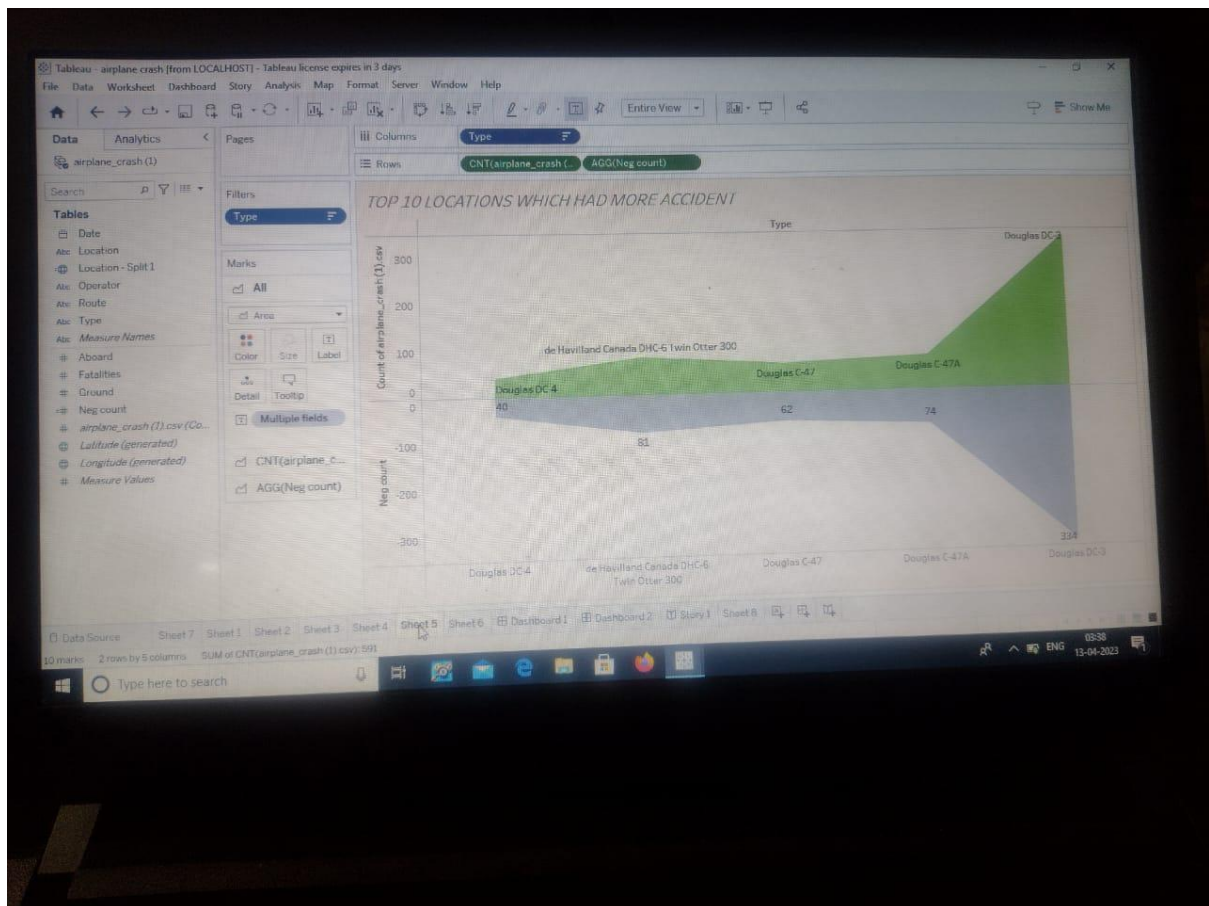 Tableau - airplane crash [from LOCALHOST] - Tableau license expires in 3 days
File Data Worksheet Dashboard Story Analysis Map Format Server Window Help
Entire View
Show Me
Data Analytics
airplane_crash (1)
Search
Tables
Date
Abc Location
Location - Split 1
Abc Operator
Abc Route
Abc Type
Abc Measure Names
# Aboard
# Fatalities
# Ground
=# Neg count
# airplane_crash (1).csv (Co...
Latitude (generated)
Longitude (generated)
# Measure Values
Pages
Filters
Type
Marks
All
Area
Color Size Label
Detail Tooltip
Multiple fields
CNT(airplane_c...
AGG(Neg count)
Columns Type
Rows CNT(airplane_crash (... AGG(Neg count)
TOP 10 LOCATIONS WHICH HAD MORE ACCIDENT
Type
Count of airplane_crash (1).csv
300
200
100
0
Douglas DC-4
de Havilland Canada DHC-6 Twin Otter 300
Douglas C-47
Douglas C-47A
Douglas DC-3
Neg count
0
-100
-200
-300
40
81
62
74
334
Douglas DC-4
de Havilland Canada DHC-6
Twin Otter 300
Douglas C-47
Douglas C-47A
Douglas DC-3
Data Source Sheet 7 Sheet 1 Sheet 2 Sheet 3 Sheet 4 Sheet 5 Sheet 6 Dashboard 1 Dashboard 2 Story 1 Sheet 8
10 marks 2 rows by 5 columns SUM of CNT(airplane_crash (1).csv): 591
Type here to search
ENG
03:38
13-04-2023